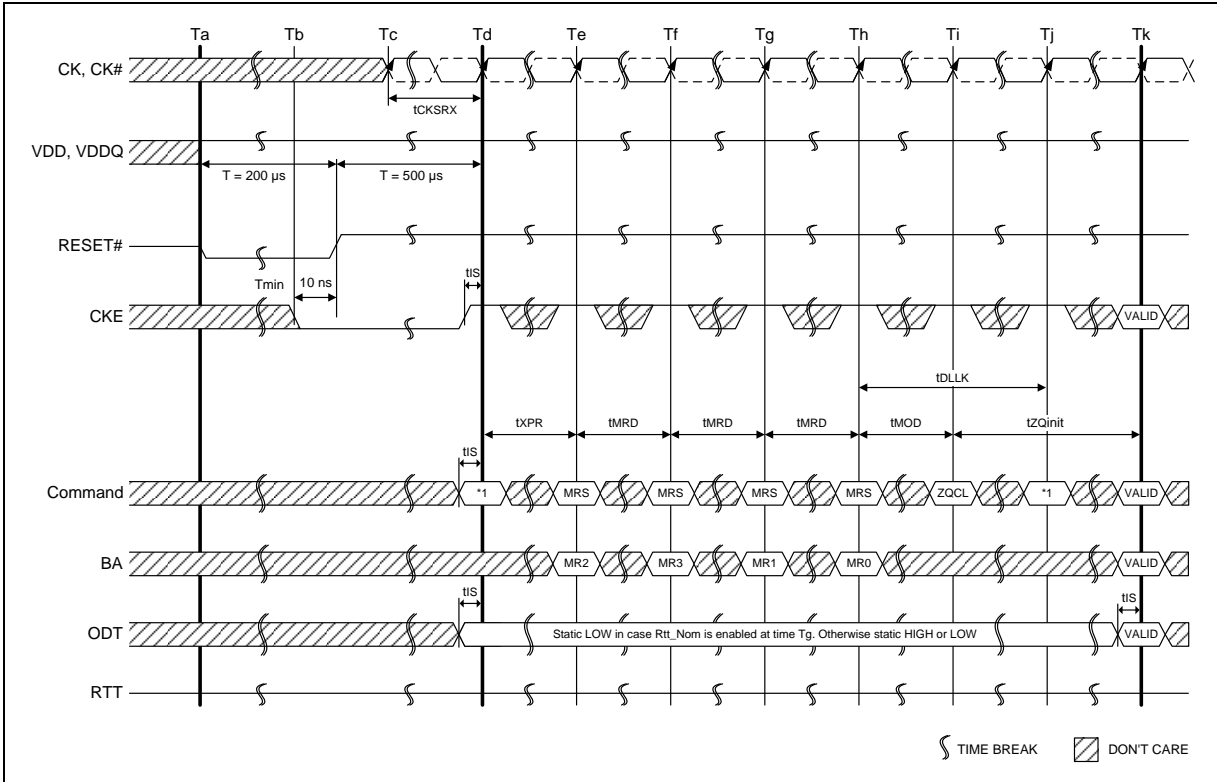 Ta Tb Tc Td Te Tf Tg Th Ti Tj Tk
CK, CK#
tCKSRX
VDD, VDDQ
T = 200 µs T = 500 µs
RESET#
Tmin 10 ns tIS
CKE VALID
tDLLK
tXPR tMRD tMRD tMRD tMOD tZQinit
tIS
Command *1 MRS MRS MRS MRS ZQCL *1 VALID
BA MR2 MR3 MR1 MR0 VALID
tIS tIS
ODT Static LOW in case Rtt_Nom is enabled at time Tg. Otherwise static HIGH or LOW VALID
RTT
TIME BREAK DON'T CARE